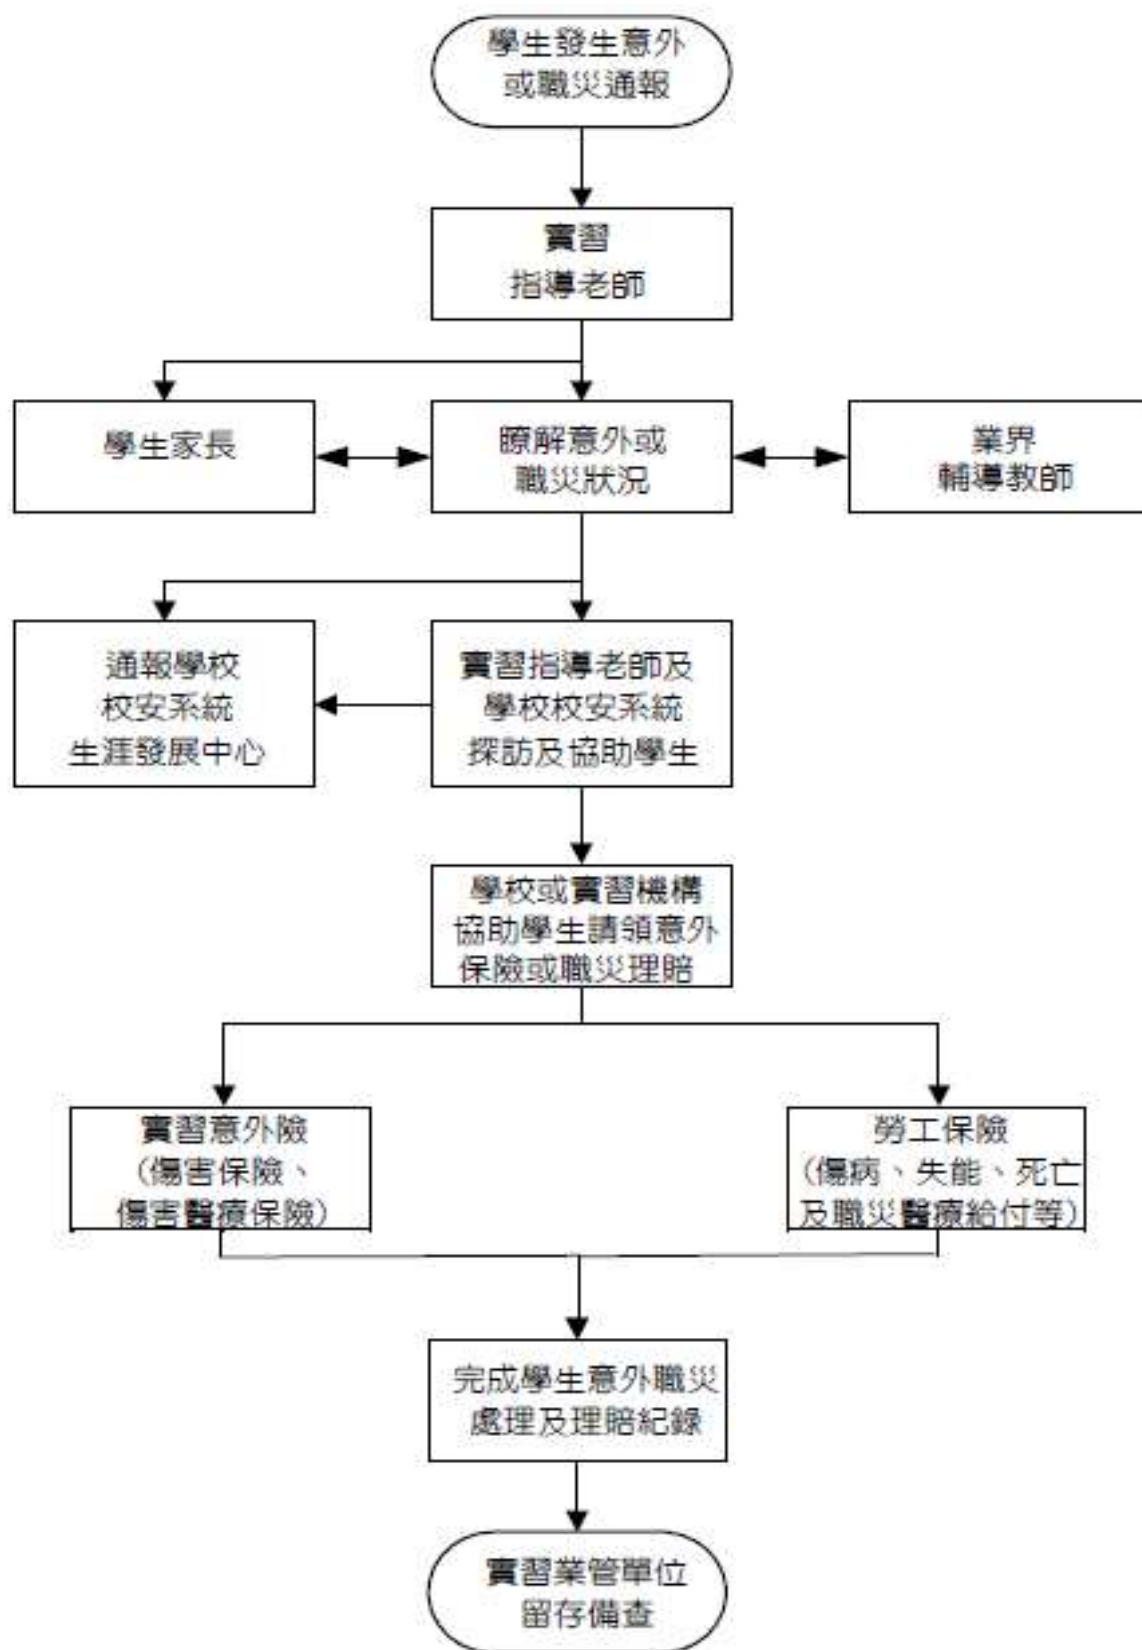 學生發生意外
或職災通報
實習
指導老師
學生家長
瞭解意外或
職災狀況
業界
輔導教師
通報學校
校安系統
生涯發展中心
實習指導老師及
學校校安系統
探訪及協助學生
學校或實習機構
協助學生請領意外
保險或職災理賠
實習意外險
(傷害保險、
傷害醫療保險)
勞工保險
(傷病、失能、死亡
及職災醫療給付等)
完成學生意外職災
處理及理賠紀錄
實習業管單位
留存備查